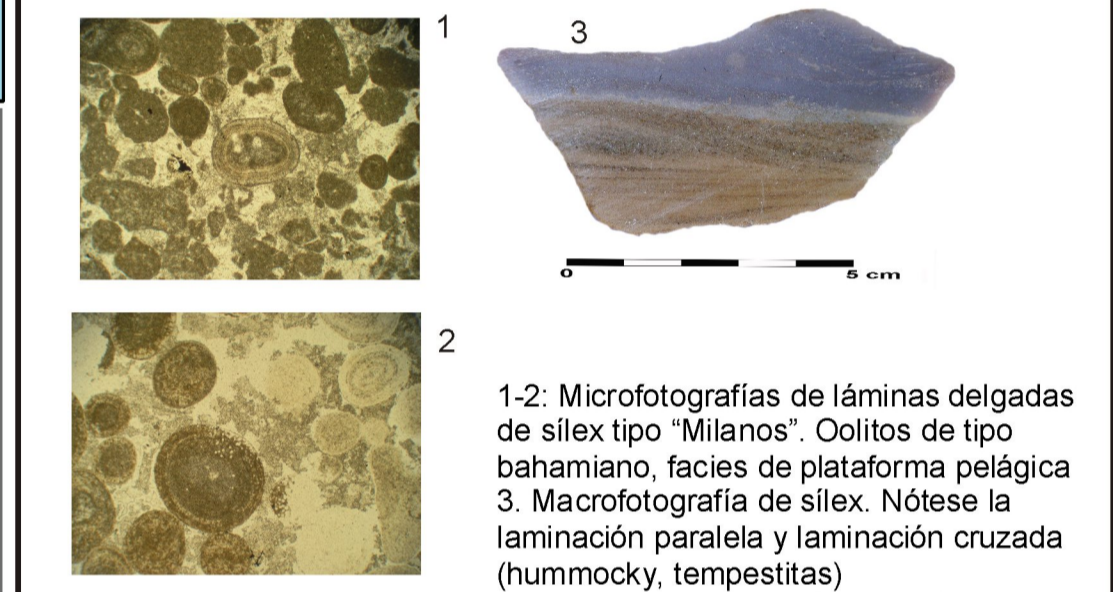 1
3
0 5 cm
2
1-2: Microfotografías de láminas delgadas
de sílex tipo “Milanos”. Oolitos de tipo
bahamiano, facies de plataforma pelágica
3. Macrofotografía de sílex. Nótese la
laminación paralela y laminación cruzada
(hummocky, tempestitas)